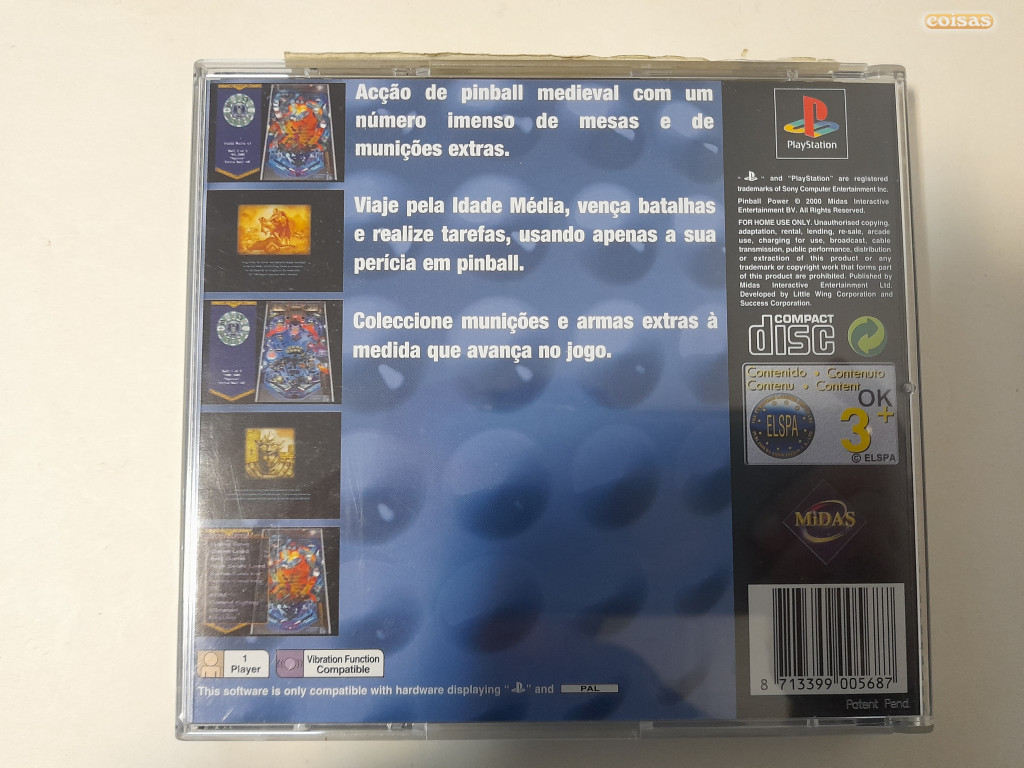 coisas
Acção de pinball medieval com um
número imenso de mesas e de
munições extras.
Viaje pela Idade Média, vença batalhas
e realize tarefas, usando apenas a sua
perícia em pinball.
Coleccione munições e armas extras à
medida que avança no jogo.
1
Player
Vibration Function
Compatible
This software is only compatible with hardware displaying “ ” and PAL
PlayStation
“ ” and "PlayStation" are registered
trademarks of Sony Computer Entertainment Inc.
Pinball Power © 2000 Midas Interactive
Entertainment BV. All Rights Reserved.
FOR HOME USE ONLY. Unauthorised copying,
adaptation, rental, lending, re-sale, arcade
use, charging for use, broadcast, cable
transmission, public performance, distribution
or extraction of this product or any
trademark or copyright work that forms part
of this product are prohibited. Published by
Midas Interactive Entertainment Ltd.
Developed by Little Wing Corporation and
Success Corporation.
COMPACT
disc
Contenido • Contenuto
Contenu • Content
OK
ELSPA
3+
© ELSPA
MiDAS
8 713399 005687
Patent Pend.